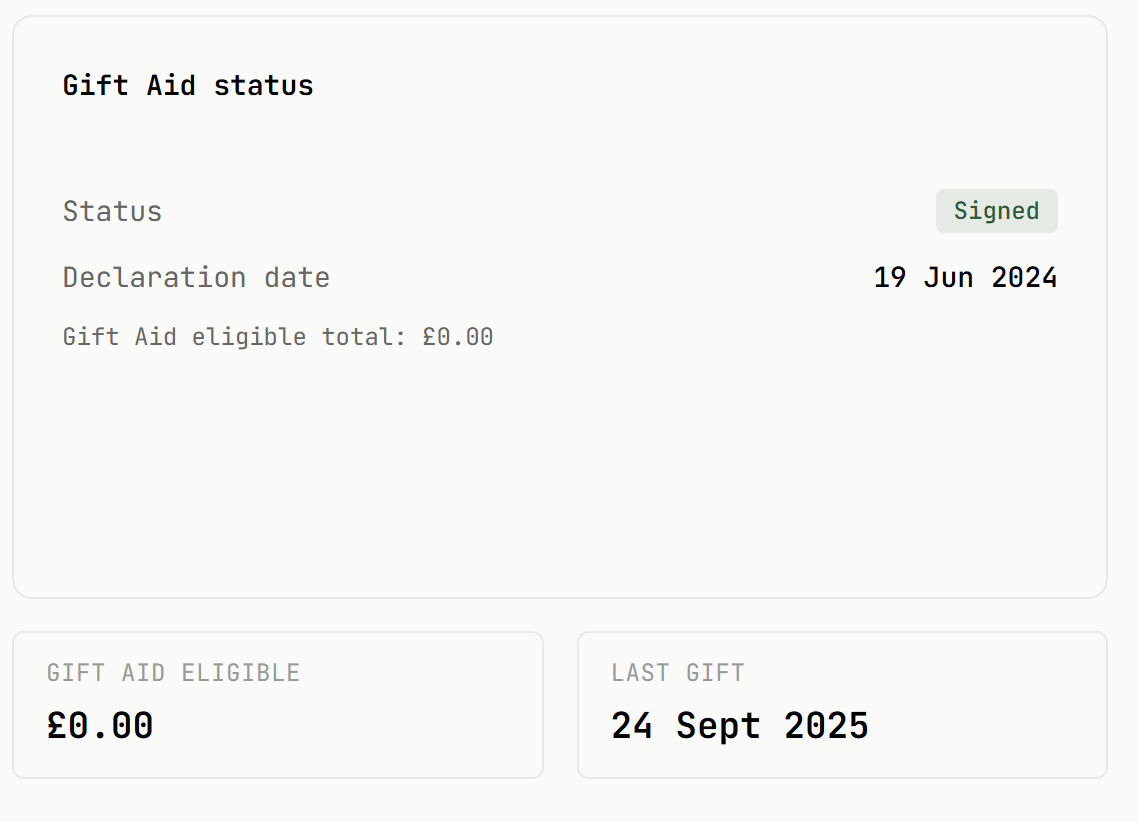 Gift Aid status
Status Signed
Declaration date 19 Jun 2024
Gift Aid eligible total: £0.00
GIFT AID ELIGIBLE
£0.00
LAST GIFT
24 Sept 2025